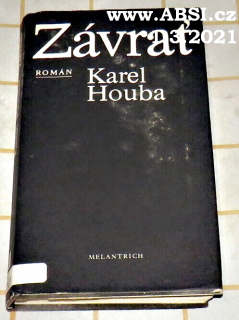 www.ABSI.cz
Závrať
ROMÁN
Karel
Houba
MELANTRICH